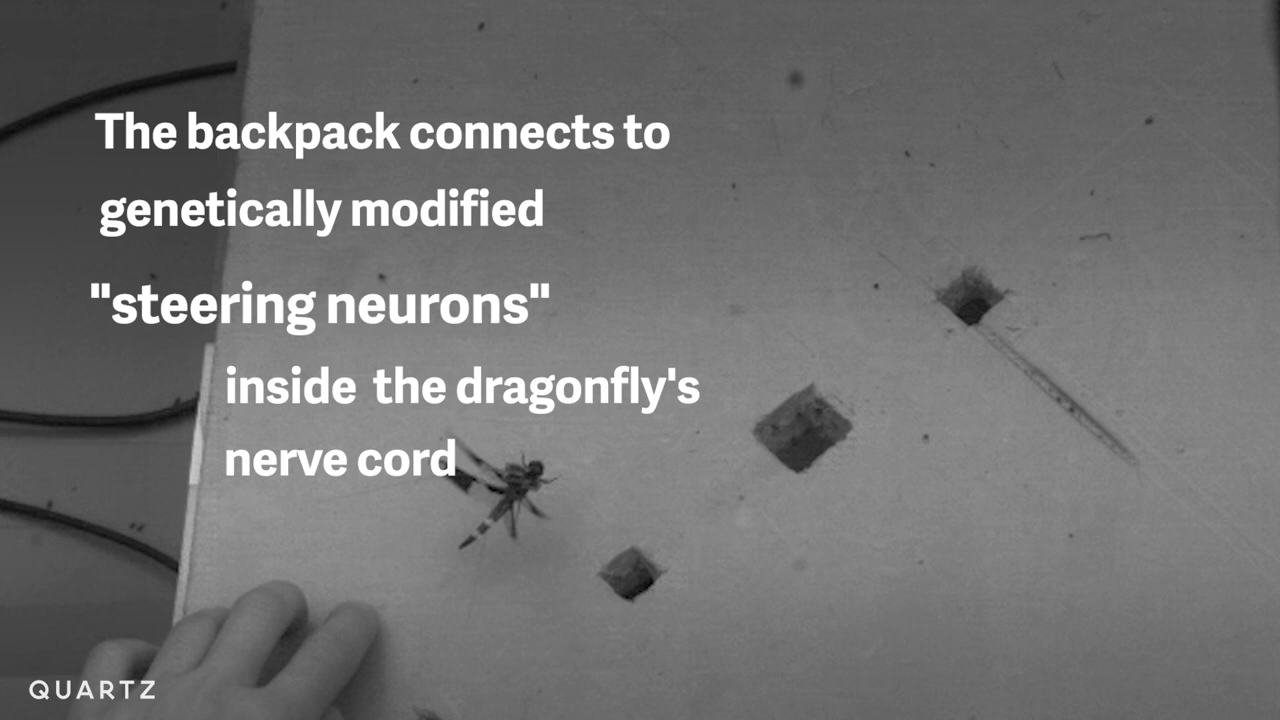 The backpack connects to
genetically modified
"steering neurons"
inside the dragonfly's
nerve cord
QUARTZ